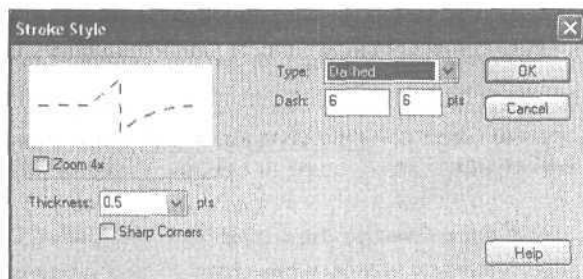 Stroke Style
Type: Dashed
OK
Dash: 6 6 pts
Cancel
Zoom 4x
Thickness: 0.5 pts
Sharp Corners
Help